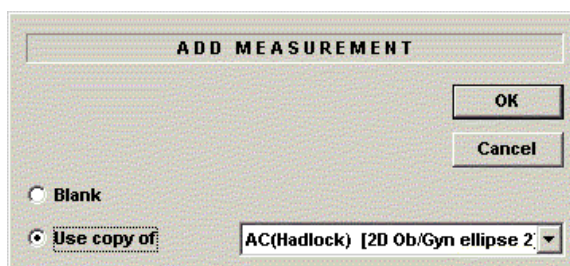 ADD MEASUREMENT
OK
Cancel
Blank
Use copy of
AC(Hadlock) [2D Ob/Gyn ellipse 2]